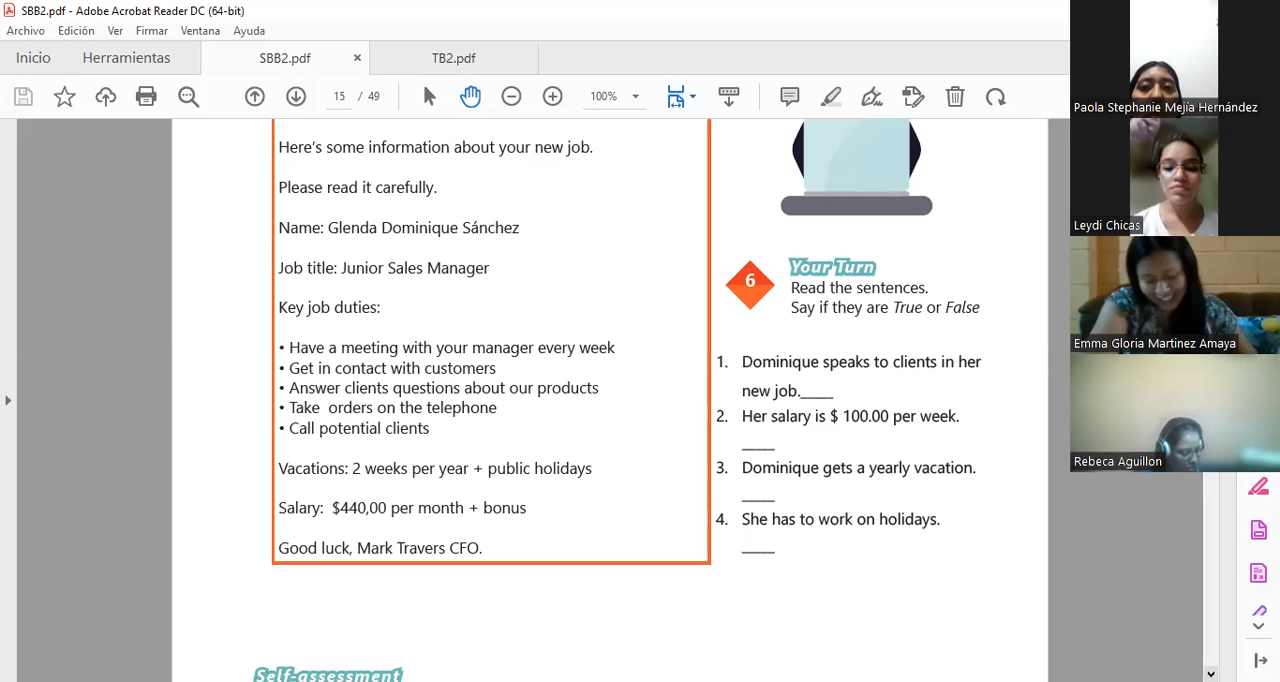 SBB2.pdf - Adobe Acrobat Reader DC (64-bit)
Archivo Edición Ver Firmar Ventana Ayuda
Inicio Herramientas SBB2.pdf × TB2.pdf
15 / 49 100%
Here's some information about your new job.
Please read it carefully.
Name: Glenda Dominique Sánchez
Job title: Junior Sales Manager
Key job duties:
• Have a meeting with your manager every week
• Get in contact with customers
• Answer clients questions about our products
• Take orders on the telephone
• Call potential clients
Vacations: 2 weeks per year + public holidays
Salary: $440,00 per month + bonus
Good luck, Mark Travers CFO.
6
Your Turn
Read the sentences.
Say if they are True or False
1. Dominique speaks to clients in her
new job._____
2. Her salary is $ 100.00 per week.
_____
3. Dominique gets a yearly vacation.
_____
4. She has to work on holidays.
_____
Self-assessment
Paola Stephanie Mejía Hernández
Leydi Chicas
Emma Gloria Martinez Amaya
Rebeca Aguillon